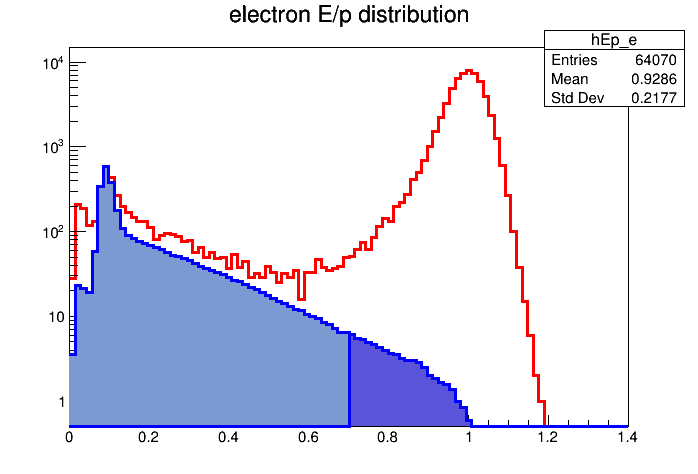 electron E/p distribution
hEp_e
Entries 64070
Mean 0.9286
Std Dev 0.2177
10⁴
10³
10²
10
1
0 0.2 0.4 0.6 0.8 1 1.2 1.4